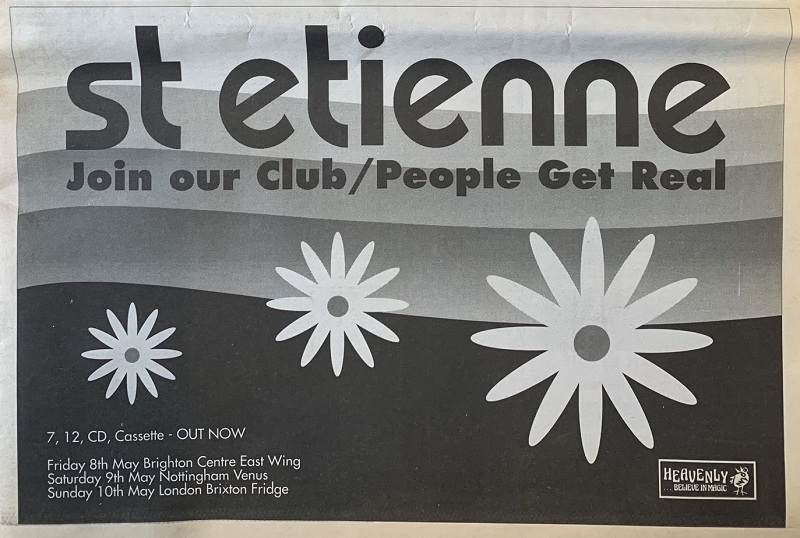 st etienne
Join our Club/People Get Real
7, 12, CD, Cassette - OUT NOW
Friday 8th May Brighton Centre East Wing
Saturday 9th May Nottingham Venus
Sunday 10th May London Brixton Fridge
HEAVENLY
...BELIEVE IN MAGIC